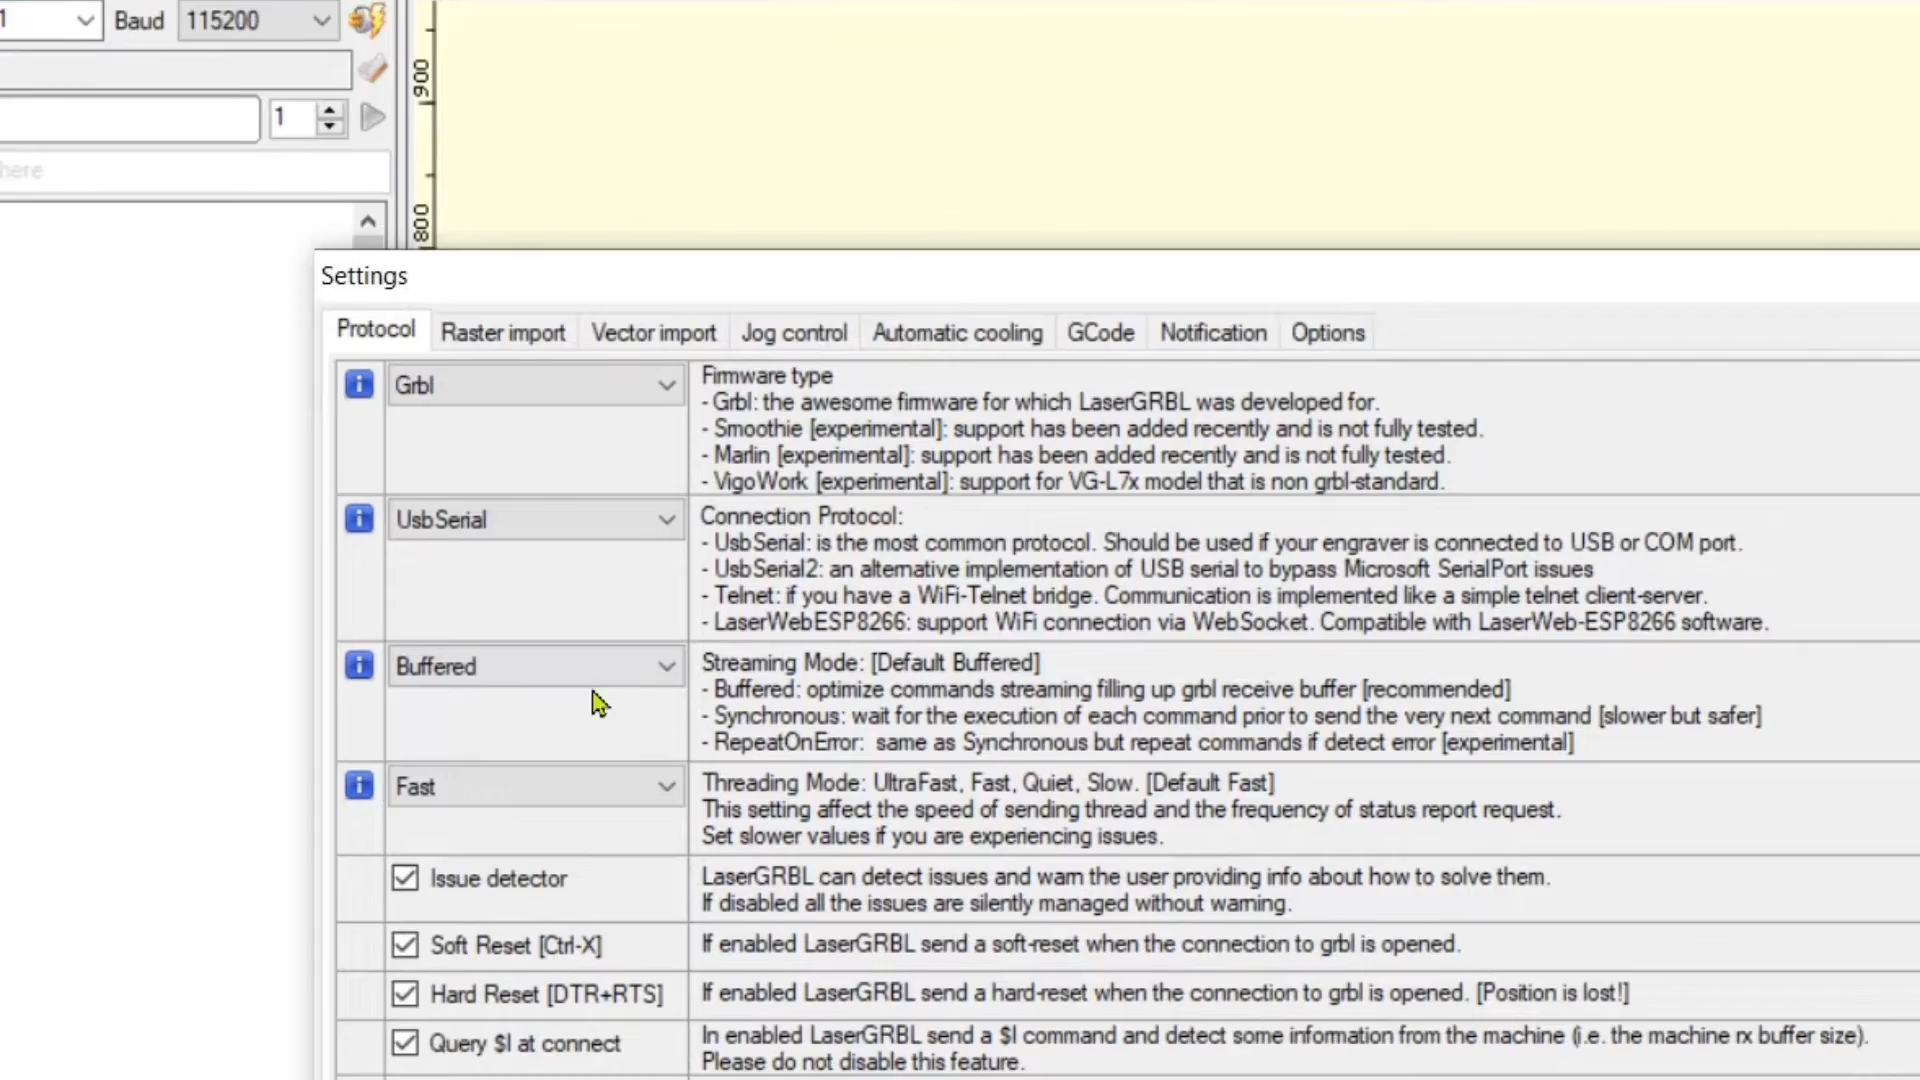 1 Baud 115200
900
1
here
800
Settings
Protocol Raster import Vector import Jog control Automatic cooling GCode Notification Options
Grbl
Firmware type
- Grbl: the awesome firmware for which LaserGRBL was developed for.
- Smoothie [experimental]: support has been added recently and is not fully tested.
- Marlin [experimental]: support has been added recently and is not fully tested.
- VigoWork [experimental]: support for VG-L7x model that is non grbl-standard.
UsbSerial
Connection Protocol:
- UsbSerial: is the most common protocol. Should be used if your engraver is connected to USB or COM port.
- UsbSerial2: an alternative implementation of USB serial to bypass Microsoft SerialPort issues
- Telnet: if you have a WiFi-Telnet bridge. Communication is implemented like a simple telnet client-server.
- LaserWebESP8266: support WiFi connection via WebSocket. Compatible with LaserWeb-ESP8266 software.
Buffered
Streaming Mode: [Default Buffered]
- Buffered: optimize commands streaming filling up grbl receive buffer [recommended]
- Synchronous: wait for the execution of each command prior to send the very next command [slower but safer]
- RepeatOnError: same as Synchronous but repeat commands if detect error [experimental]
Fast
Threading Mode: UltraFast, Fast, Quiet, Slow. [Default Fast]
This setting affect the speed of sending thread and the frequency of status report request.
Set slower values if you are experiencing issues.
Issue detector
LaserGRBL can detect issues and warn the user providing info about how to solve them.
If disabled all the issues are silently managed without warning.
Soft Reset [Ctrl-X]
If enabled LaserGRBL send a soft-reset when the connection to grbl is opened.
Hard Reset [DTR+RTS]
If enabled LaserGRBL send a hard-reset when the connection to grbl is opened. [Position is lost!]
Query $I at connect
In enabled LaserGRBL send a $I command and detect some information from the machine (i.e. the machine rx buffer size).
Please do not disable this feature.